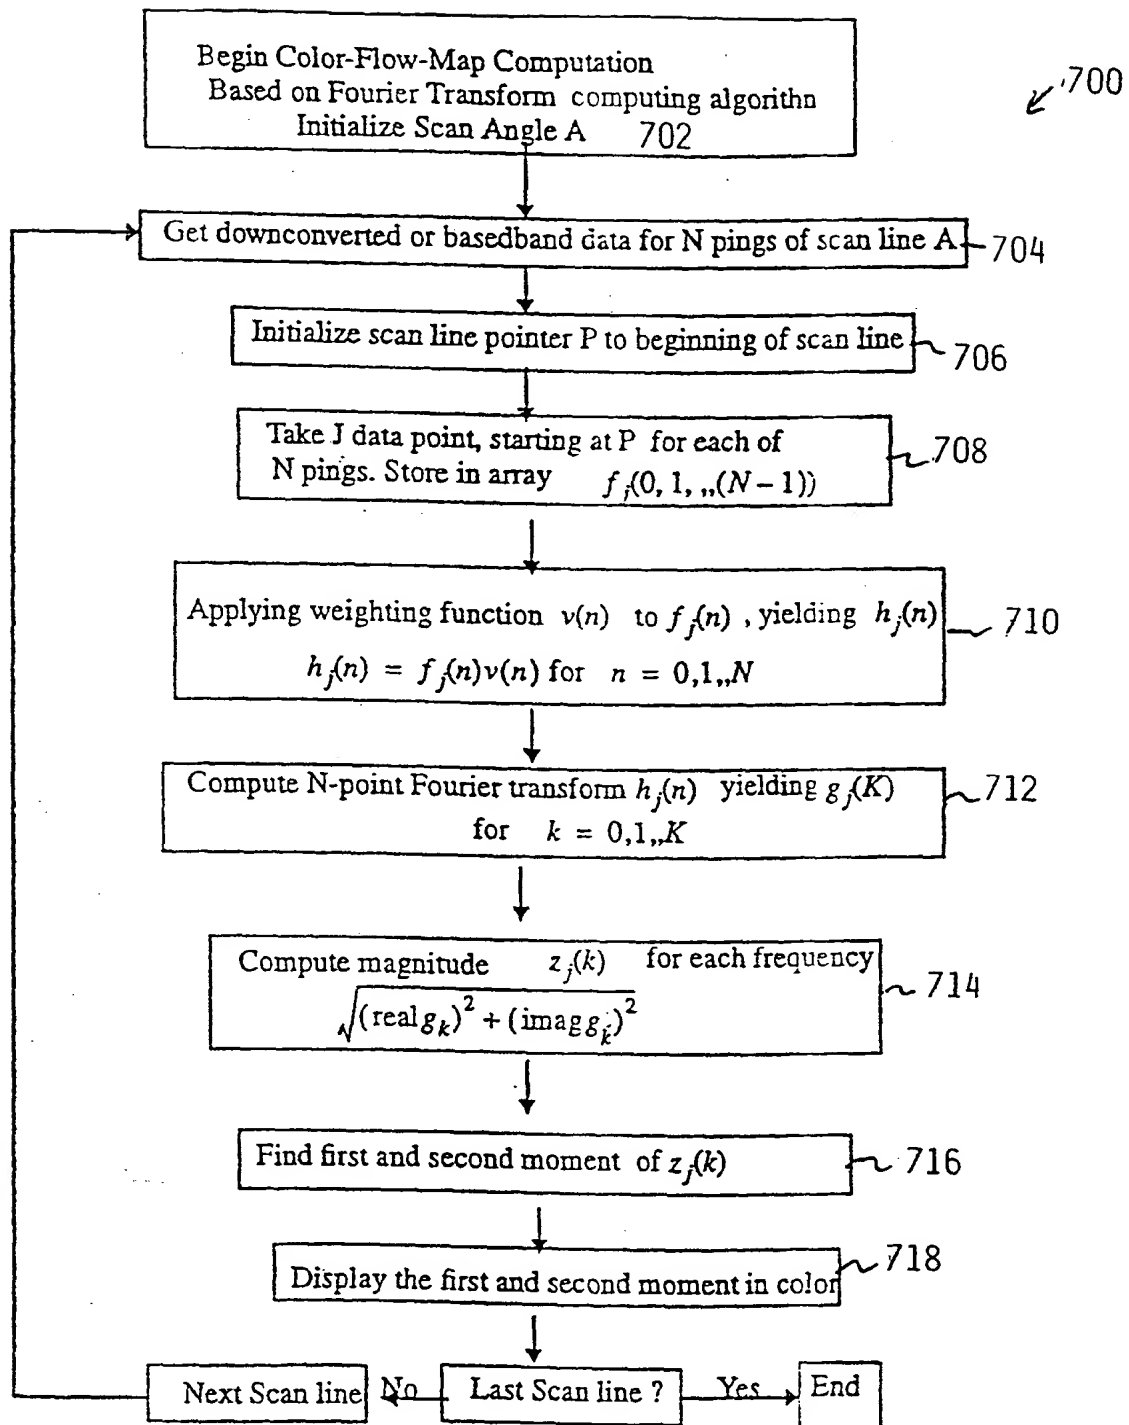 Begin Color-Flow-Map Computation
Based on Fourier Transform computing algorithn
Initialize Scan Angle A 702
700
Get downconverted or basedband data for N pings of scan line A
704
Initialize scan line pointer P to beginning of scan line
706
Take J data point, starting at P for each of
N pings. Store in array f_j(0, 1, ,,(N – 1))
708
Applying weighting function v(n) to f_j(n) , yielding h_j(n)
h_j(n) = f_j(n)v(n) for n = 0,1,,N
710
Compute N-point Fourier transform h_j(n) yielding g_j(K)
for k = 0,1,,K
712
Compute magnitude z_j(k) for each frequency
√((real g_k)² + (imag g_k)²)
714
Find first and second moment of z_j(k)
716
Display the first and second moment in color
718
Next Scan line No Last Scan line ? Yes End